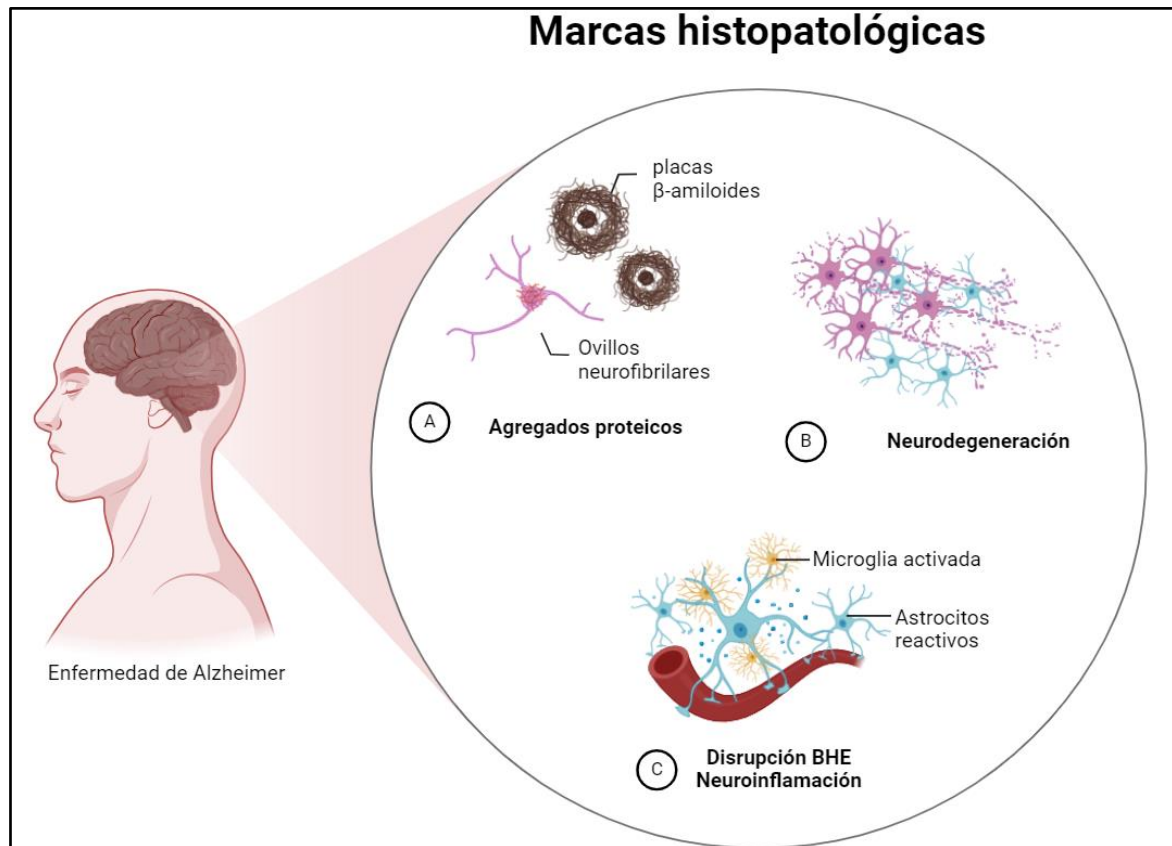 Marcas histopatológicas
placas
β-amiloides
Ovillos
neurofibrilares
A
Agregados proteicos
B
Neurodegeneración
Microglia activada
Astrocitos
reactivos
Enfermedad de Alzheimer
C
Disrupción BHE
Neuroinflamación